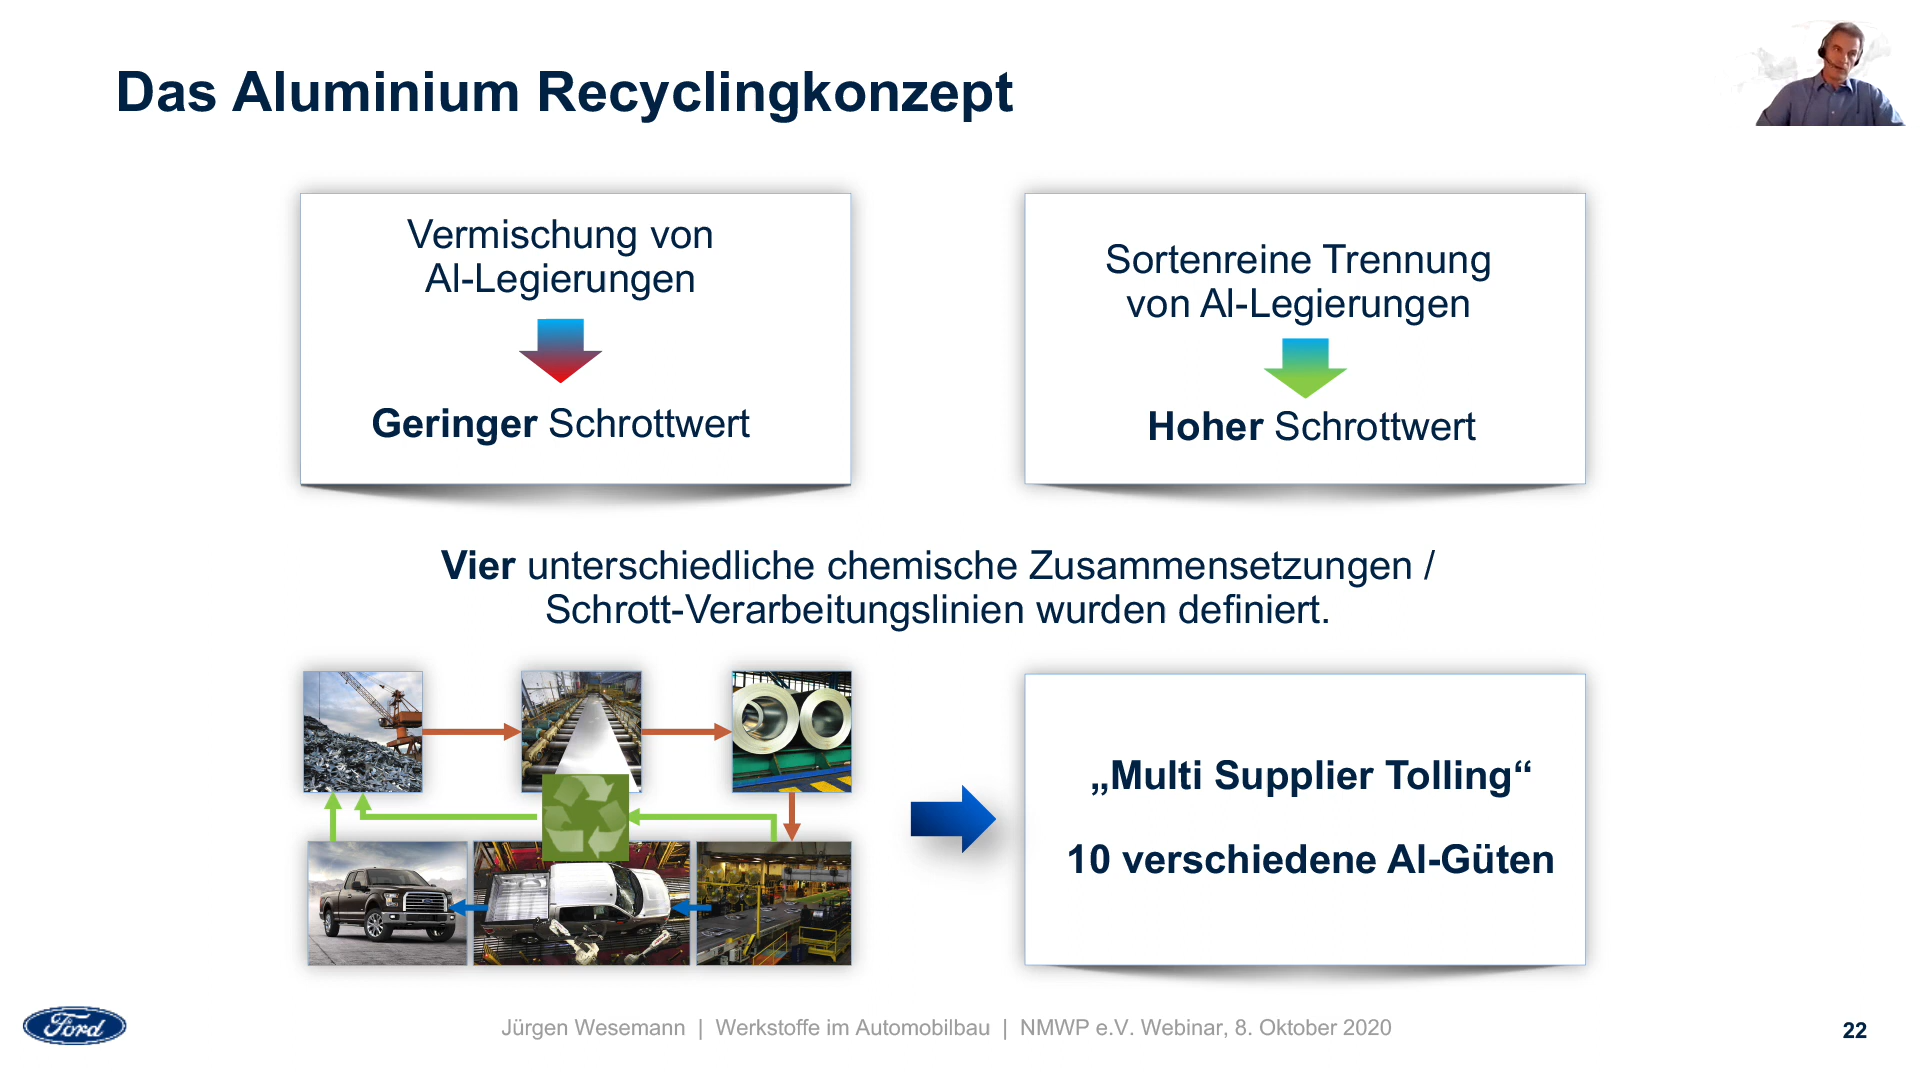 Das Aluminium Recyclingkonzept
Vermischung von
Al-Legierungen
Geringer Schrottwert
Sortenreine Trennung
von Al-Legierungen
Hoher Schrottwert
Vier unterschiedliche chemische Zusammensetzungen /
Schrott-Verarbeitungslinien wurden definiert.
„Multi Supplier Tolling“
10 verschiedene Al-Güten
Ford
Jürgen Wesemann | Werkstoffe im Automobilbau | NMWP e.V. Webinar, 8. Oktober 2020
22